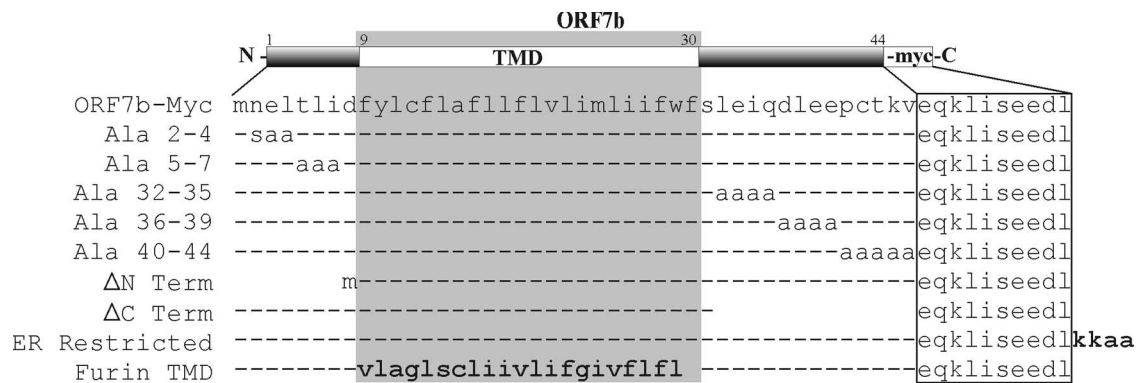 ORF7b
1 9 30 44
N - TMD -myc-C
ORF7b-Myc mneltlidfylcflafllflvlimliifwfsleiqdleepctkveqkliseedl
Ala 2-4 -saa----------------------------------------eqkliseedl
Ala 5-7 ----aaa-------------------------------------eqkliseedl
Ala 32-35 -------------------------------aaaa---------eqkliseedl
Ala 36-39 -----------------------------------aaaa-----eqkliseedl
Ala 40-44 ---------------------------------------aaaaaeqkliseedl
ΔN Term m------------------------------------eqkliseedl
ΔC Term ------------------------------- eqkliseedl
ER Restricted --------------------------------------------eqkliseedlkkaa
Furin TMD --------vlaglscliivlifgivflfl --------------eqkliseedl